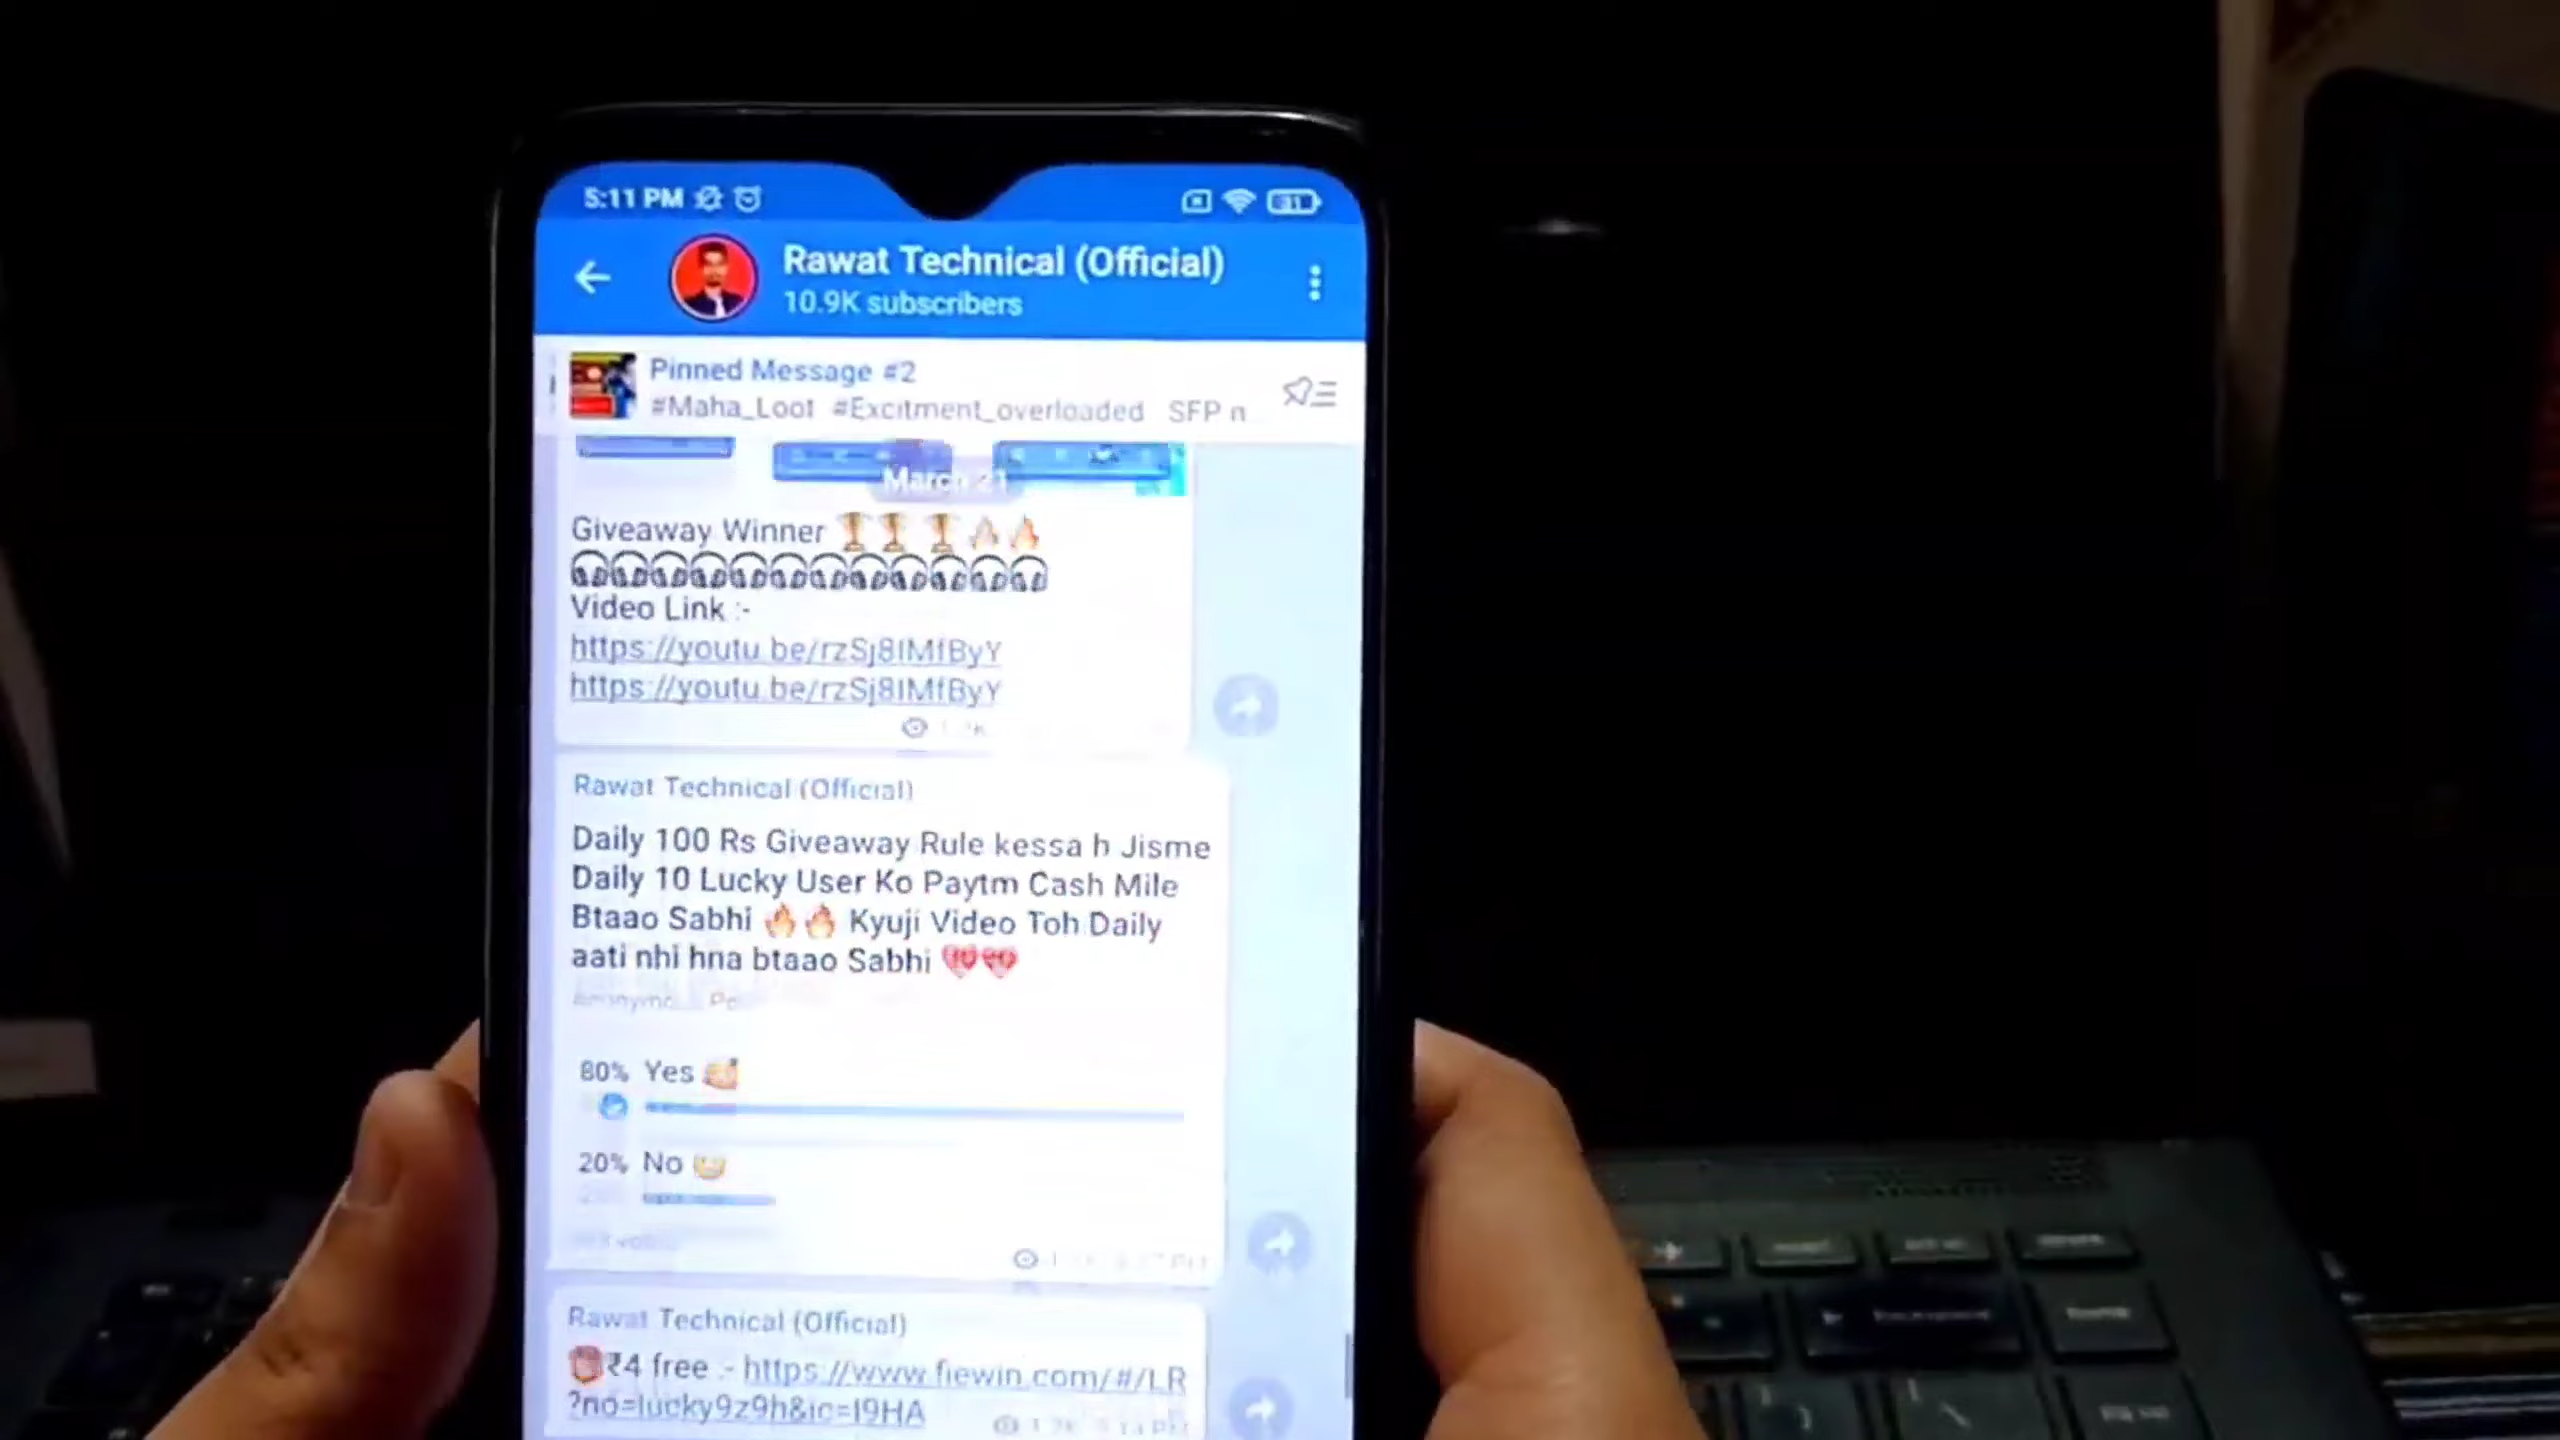 5:11 PM
31
Rawat Technical (Official)
10.9K subscribers
Pinned Message #2
#Maha_Loot #Excitment_overloaded SFP n
March 21
Giveaway Winner 🏆🏆🏆🔥🔥
🎧🎧🎧🎧🎧🎧🎧🎧🎧🎧🎧🎧
Video Link :-
https://youtu.be/rzSj8IMfByY
https://youtu.be/rzSj8IMfByY
Rawat Technical (Official)
Daily 100 Rs Giveaway Rule kessa h Jisme
Daily 10 Lucky User Ko Paytm Cash Mile
Btaao Sabhi 🔥🔥 Kyuji Video Toh Daily
aati nhi hna btaao Sabhi 💖💖
80% Yes 🥰
20% No
Rawat Technical (Official)
₹4 free :- https://www.fiewin.com/#/LR
?no=lucky9z9h&ic=I9HA